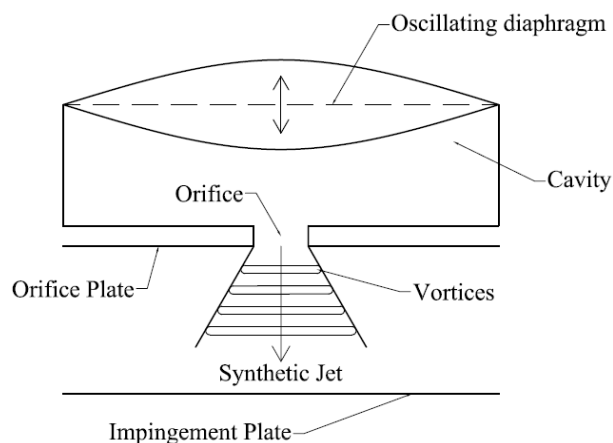 Oscillating diaphragm
Orifice
Cavity
Orifice Plate
Vortices
Synthetic Jet
Impingement Plate